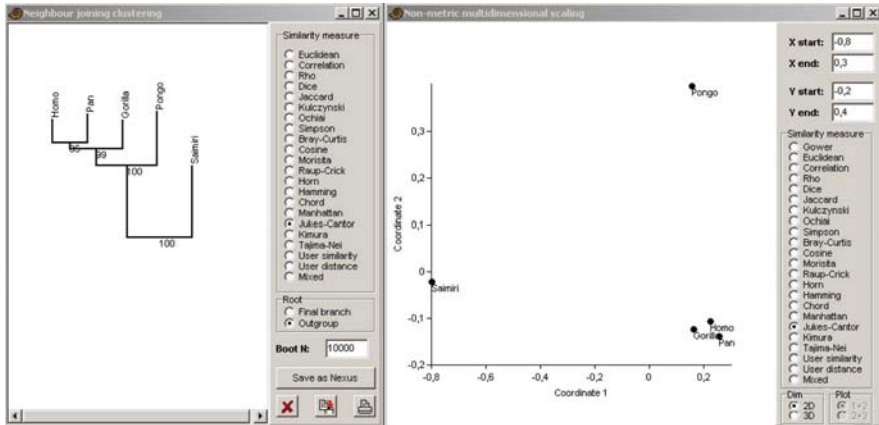 Neighbour joining clustering
Homo
Pan
Gorilla
Pongo
Saimiri
95
99
100
100
Similarity measure
Euclidean
Correlation
Rho
Dice
Jaccard
Kulczynski
Ochiai
Simpson
Bray-Curtis
Cosine
Morisita
Raup-Crick
Horn
Hamming
Chord
Manhattan
Jukes-Cantor
Kimura
Tajima-Nei
User similarity
User distance
Mixed
Root
Final branch
Outgroup
Boot N: 10000
Save as Nexus
Non-metric multidimensional scaling
Pongo
Saimiri
Homo
Gorilla
Pan
0,3
0,2
0,1
0
-0,1
-0,2
Coordinate 2
-0,8
-0,6
-0,4
-0,2
0
0,2
Coordinate 1
X start: -0,8
X end: 0,3
Y start: -0,2
Y end: 0,4
Similarity measure
Gower
Euclidean
Correlation
Rho
Dice
Jaccard
Kulczynski
Ochiai
Simpson
Bray-Curtis
Cosine
Morisita
Raup-Crick
Horn
Hamming
Chord
Manhattan
Jukes-Cantor
Kimura
Tajima-Nei
User similarity
User distance
Mixed
Dim
2D
3D
Plot
1+2
2+3